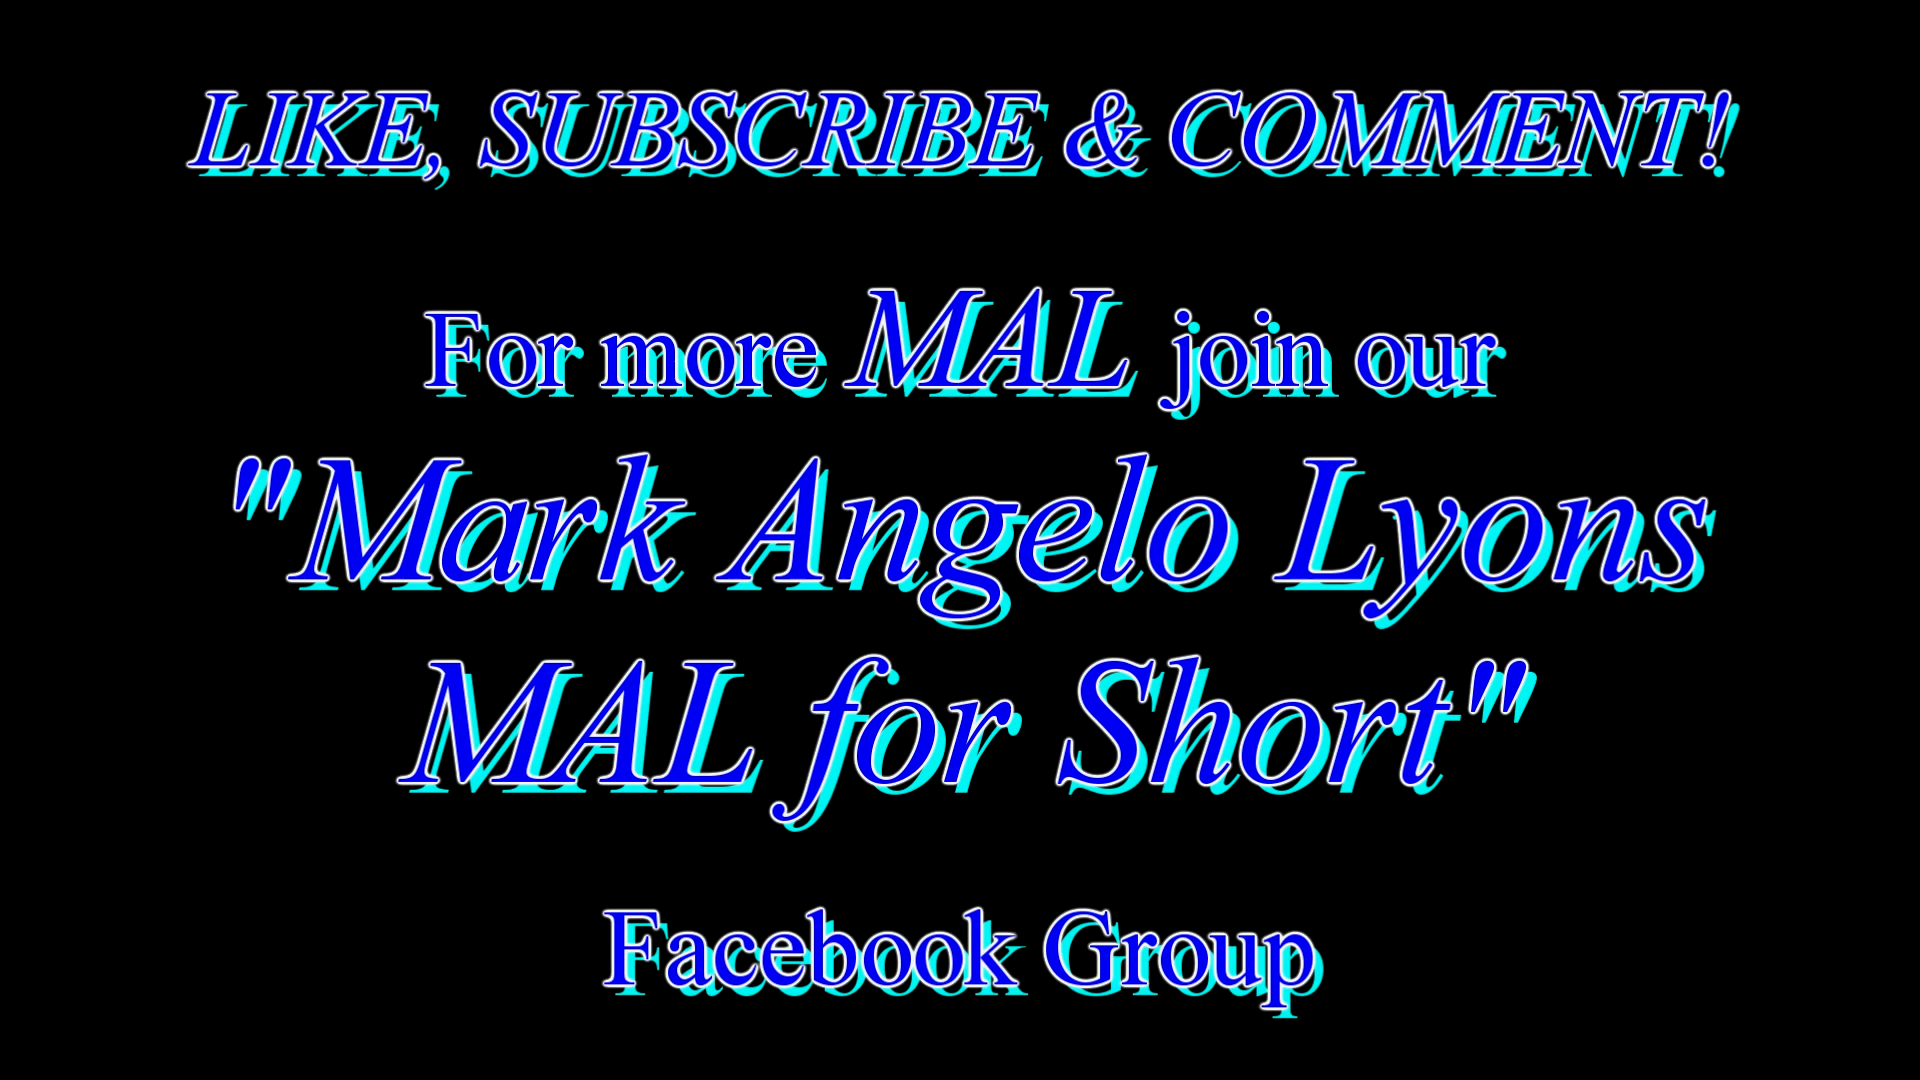 LIKE, SUBSCRIBE & COMMENT!
For more MAL join our
"Mark Angelo Lyons
MAL for Short"
Facebook Group